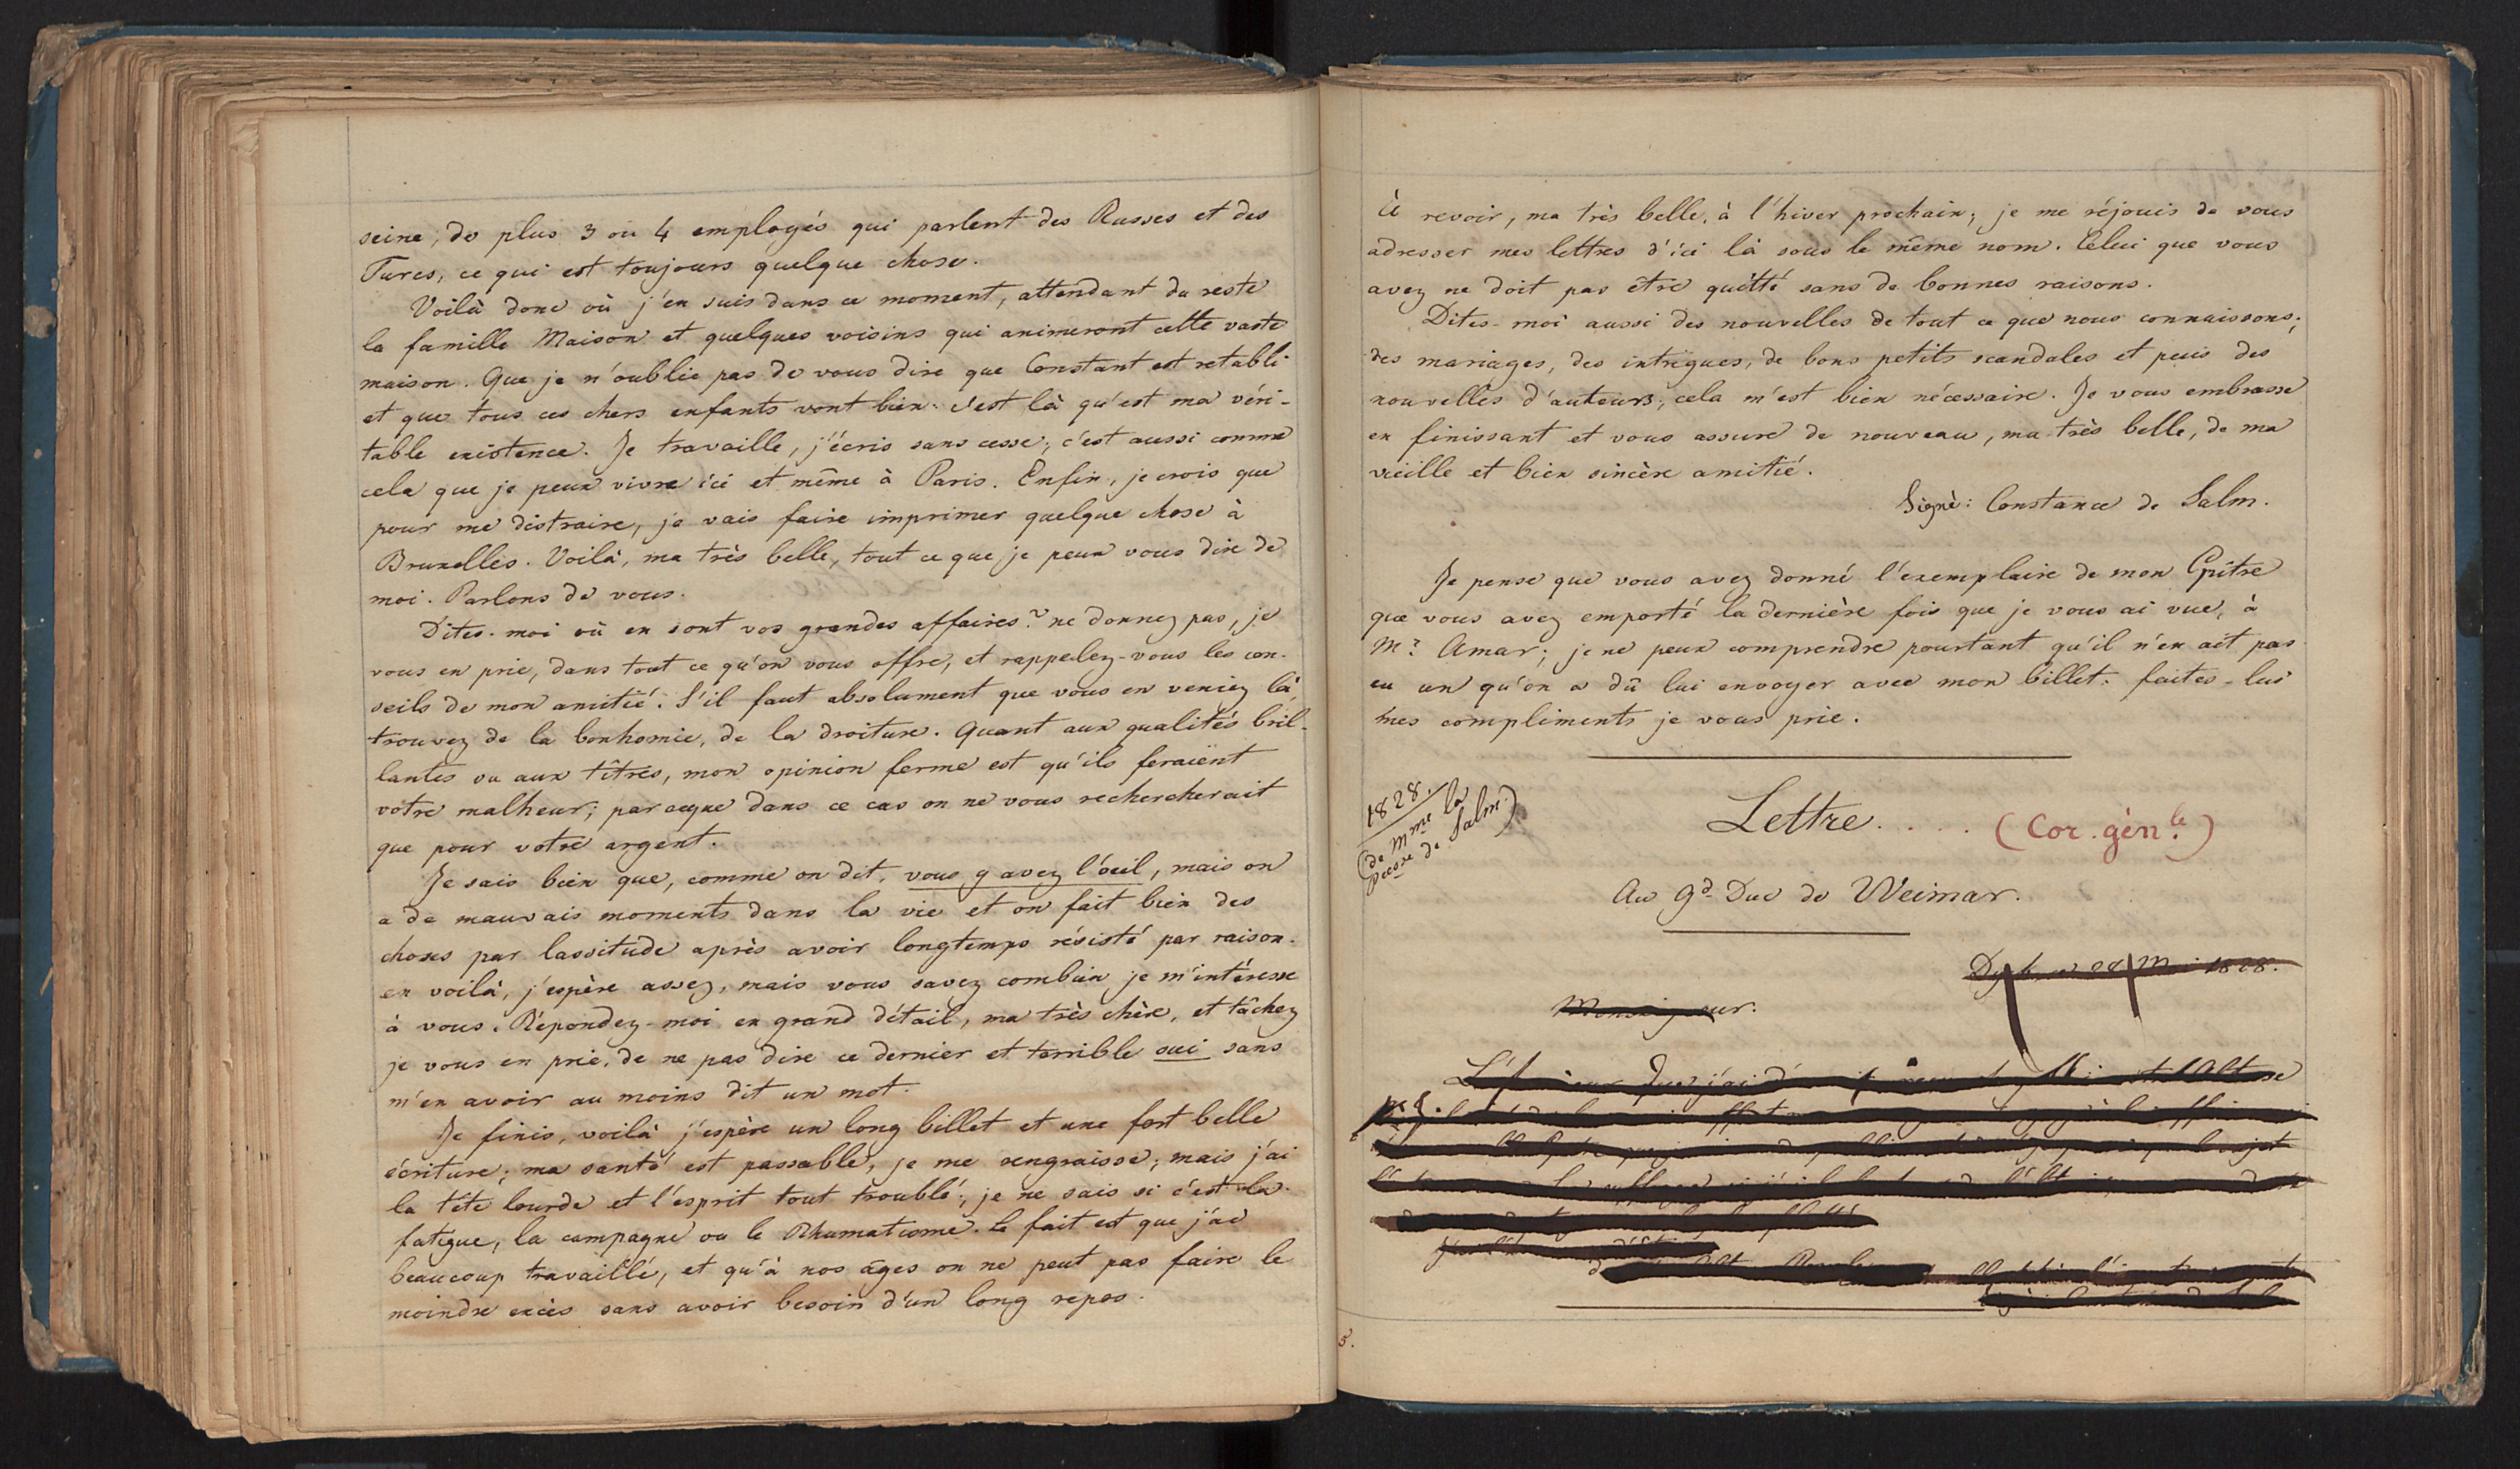 seine, de plus 3 ou 4 employés qui parlent des Russes et des
Turcs, ce qui est toujours quelque chose.
Voilà donc où j'en suis dans ce moment, attendant du reste
la famille Maison et quelques voisins qui animeront cette vaste
maison. Que je n'oublie pas de vous dire que Constant est retabli
et que tous ces chers enfants vont bien. c'est là qu'est ma véri-
table existence. Je travaille, j'écris sans cesse; c'est aussi comme
cela que je peux vivre ici et même à Paris. Enfin, je crois que
pour me distraire, je vais faire imprimer quelque chose à
Bruxelles. Voilà, ma très belle, tout ce que je peux vous dire de
moi. Parlons de vous.
Dites-moi où en sont vos grandes affaires? ne donnez pas, je
vous en prie, dans tout ce qu'on vous offre, et rappelez-vous les con-
seils de mon amitié. S'il faut absolument que vous en veniez là,
trouvez de la bonhomie, de la droiture. Quant aux qualités bril-
lantes ou aux titres, mon opinion ferme est qu'ils feraient
votre malheur; parceque dans ce cas on ne vous rechercherait
que pour votre argent.
Je sais bien que, comme on dit, vous y avez l'oeil, mais on
a de mauvais moments dans la vie et on fait bien des
choses par lassitude après avoir longtemps résisté par raison.
en voilà, j'espère assez, mais vous savez combien je m'intéresse
à vous. Répondez-moi en grand détail, ma très chère, et tâchez
je vous en prie, de ne pas dire ce dernier et terrible oui sans
m'en avoir au moins dit un mot.
Je finis, voilà j'espère un long billet et une fort belle
écriture; ma santé est passable, je me rengraisse; mais j'ai
la tête lourde et l'esprit tout troublé; je ne sais si c'est la
fatigue, la campagne ou le Rhumatisme. le fait est que j'ai
beaucoup travaillé, et qu'à nos âges on ne peut pas faire le
moindre excès sans avoir besoin d'un long repos.
À revoir, ma très belle, à l'hiver prochain; je me réjouis de vous
adresser mes lettres d'ici là sous le même nom. Celui que vous
avez ne doit pas être quitté sans de bonnes raisons.
Dites-moi aussi des nouvelles de tout ce que nous connaissons;
des mariages, des intrigues, de bons petits scandales et puis des
nouvelles d'auteurs; cela m'est bien nécessaire. Je vous embrasse
en finissant et vous assure de nouveau, ma très belle, de ma
vieille et bien sincère amitié.
Signé: Constance de Salm.
Je pense que vous avez donné l'exemplaire de mon Epître
que vous avez emporté la dernière fois que je vous ai vue, à
Mr. Amar; je ne peux comprendre pourtant qu'il n'en ait pas
eu un qu'on a dû lui envoyer avec mon billet. faites-lui
mes compliments je vous prie.
1828.
(de Mme la
Pcesse de Salm)
Lettre.... (Cor. génle.)
Au gd. Duc de Weimar.
Mai 1828.
Monseigneur.
Altesse
5.